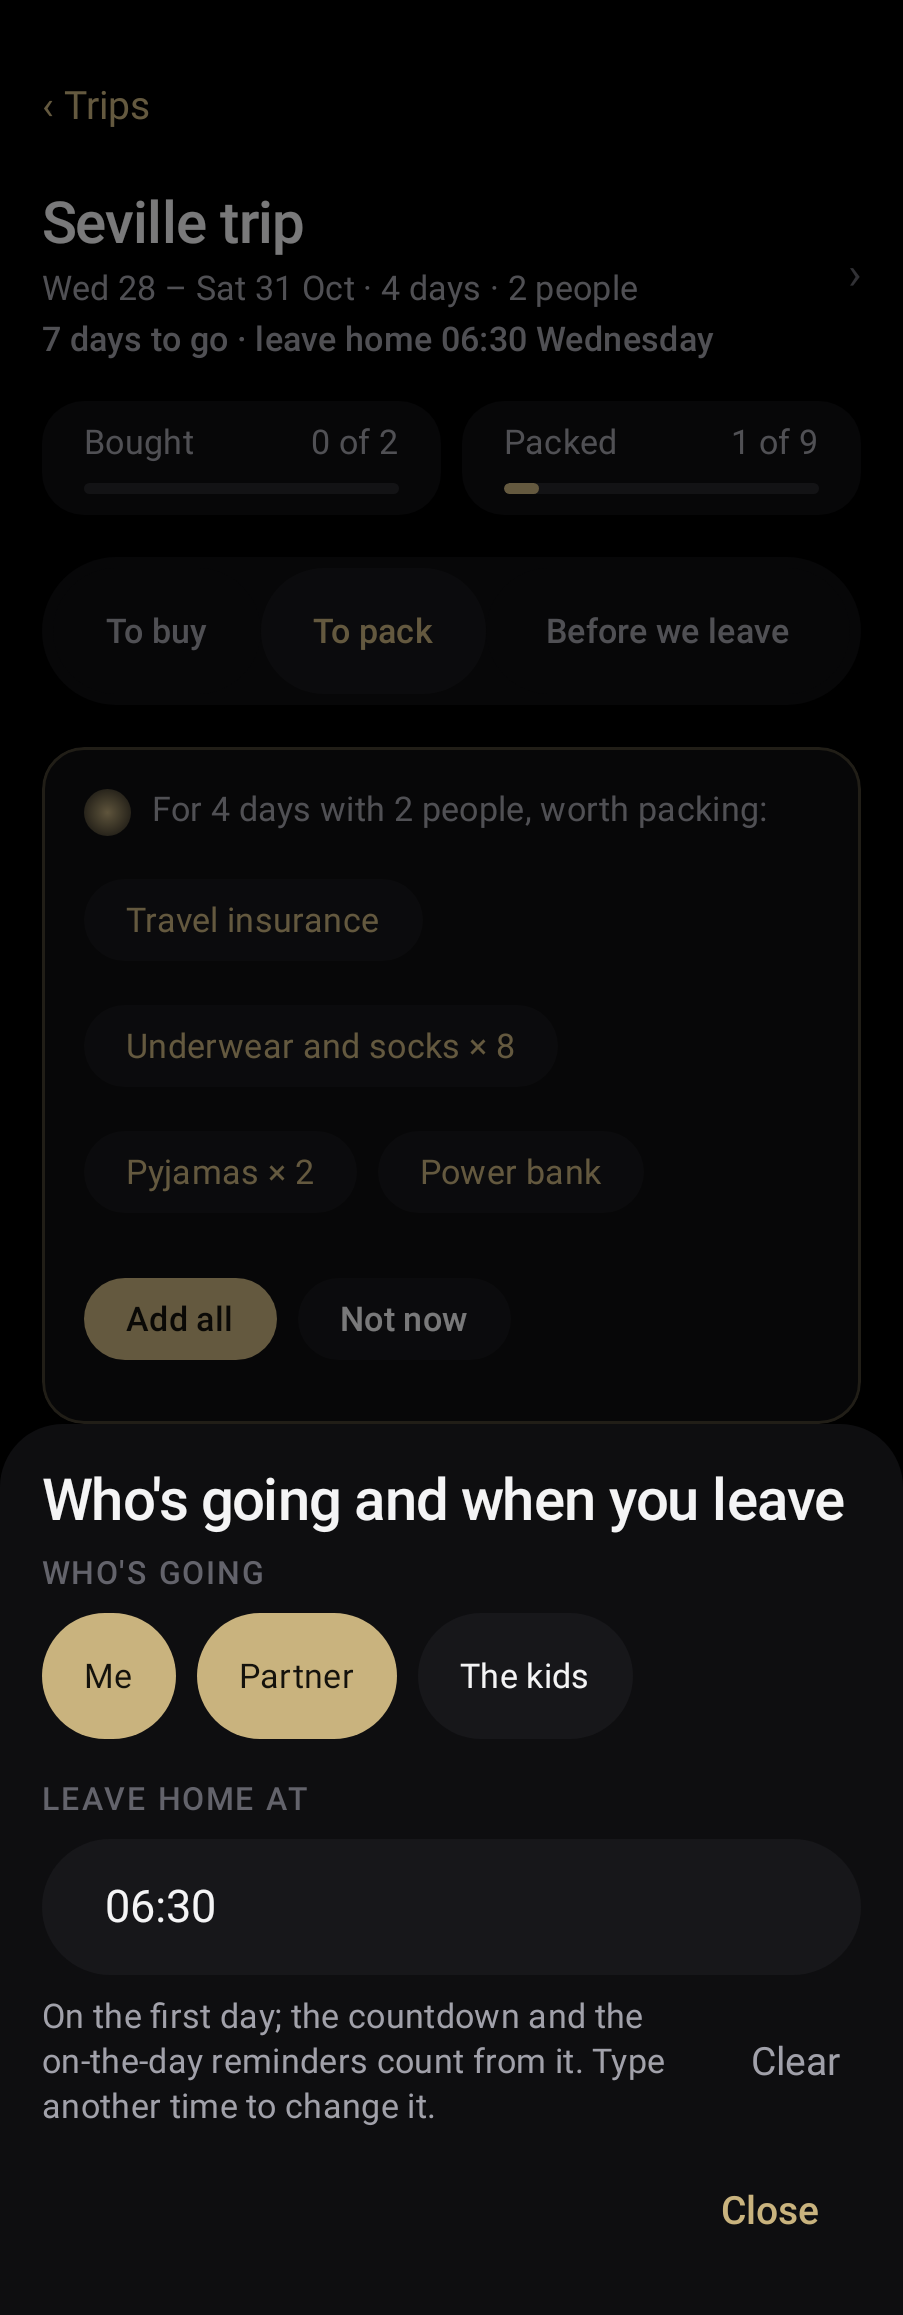 ‹ Trips
Seville trip
Wed 28 – Sat 31 Oct · 4 days · 2 people
›
7 days to go · leave home 06:30 Wednesday
Bought 0 of 2 Packed 1 of 9
To buy To pack Before we leave
For 4 days with 2 people, worth packing:
Travel insurance
Underwear and socks × 8
Pyjamas × 2 Power bank
Add all Not now
Who's going and when you leave
WHO'S GOING
Me Partner The kids
LEAVE HOME AT
06:30
On the first day; the countdown and the
on-the-day reminders count from it. Type
another time to change it.
Clear
Close